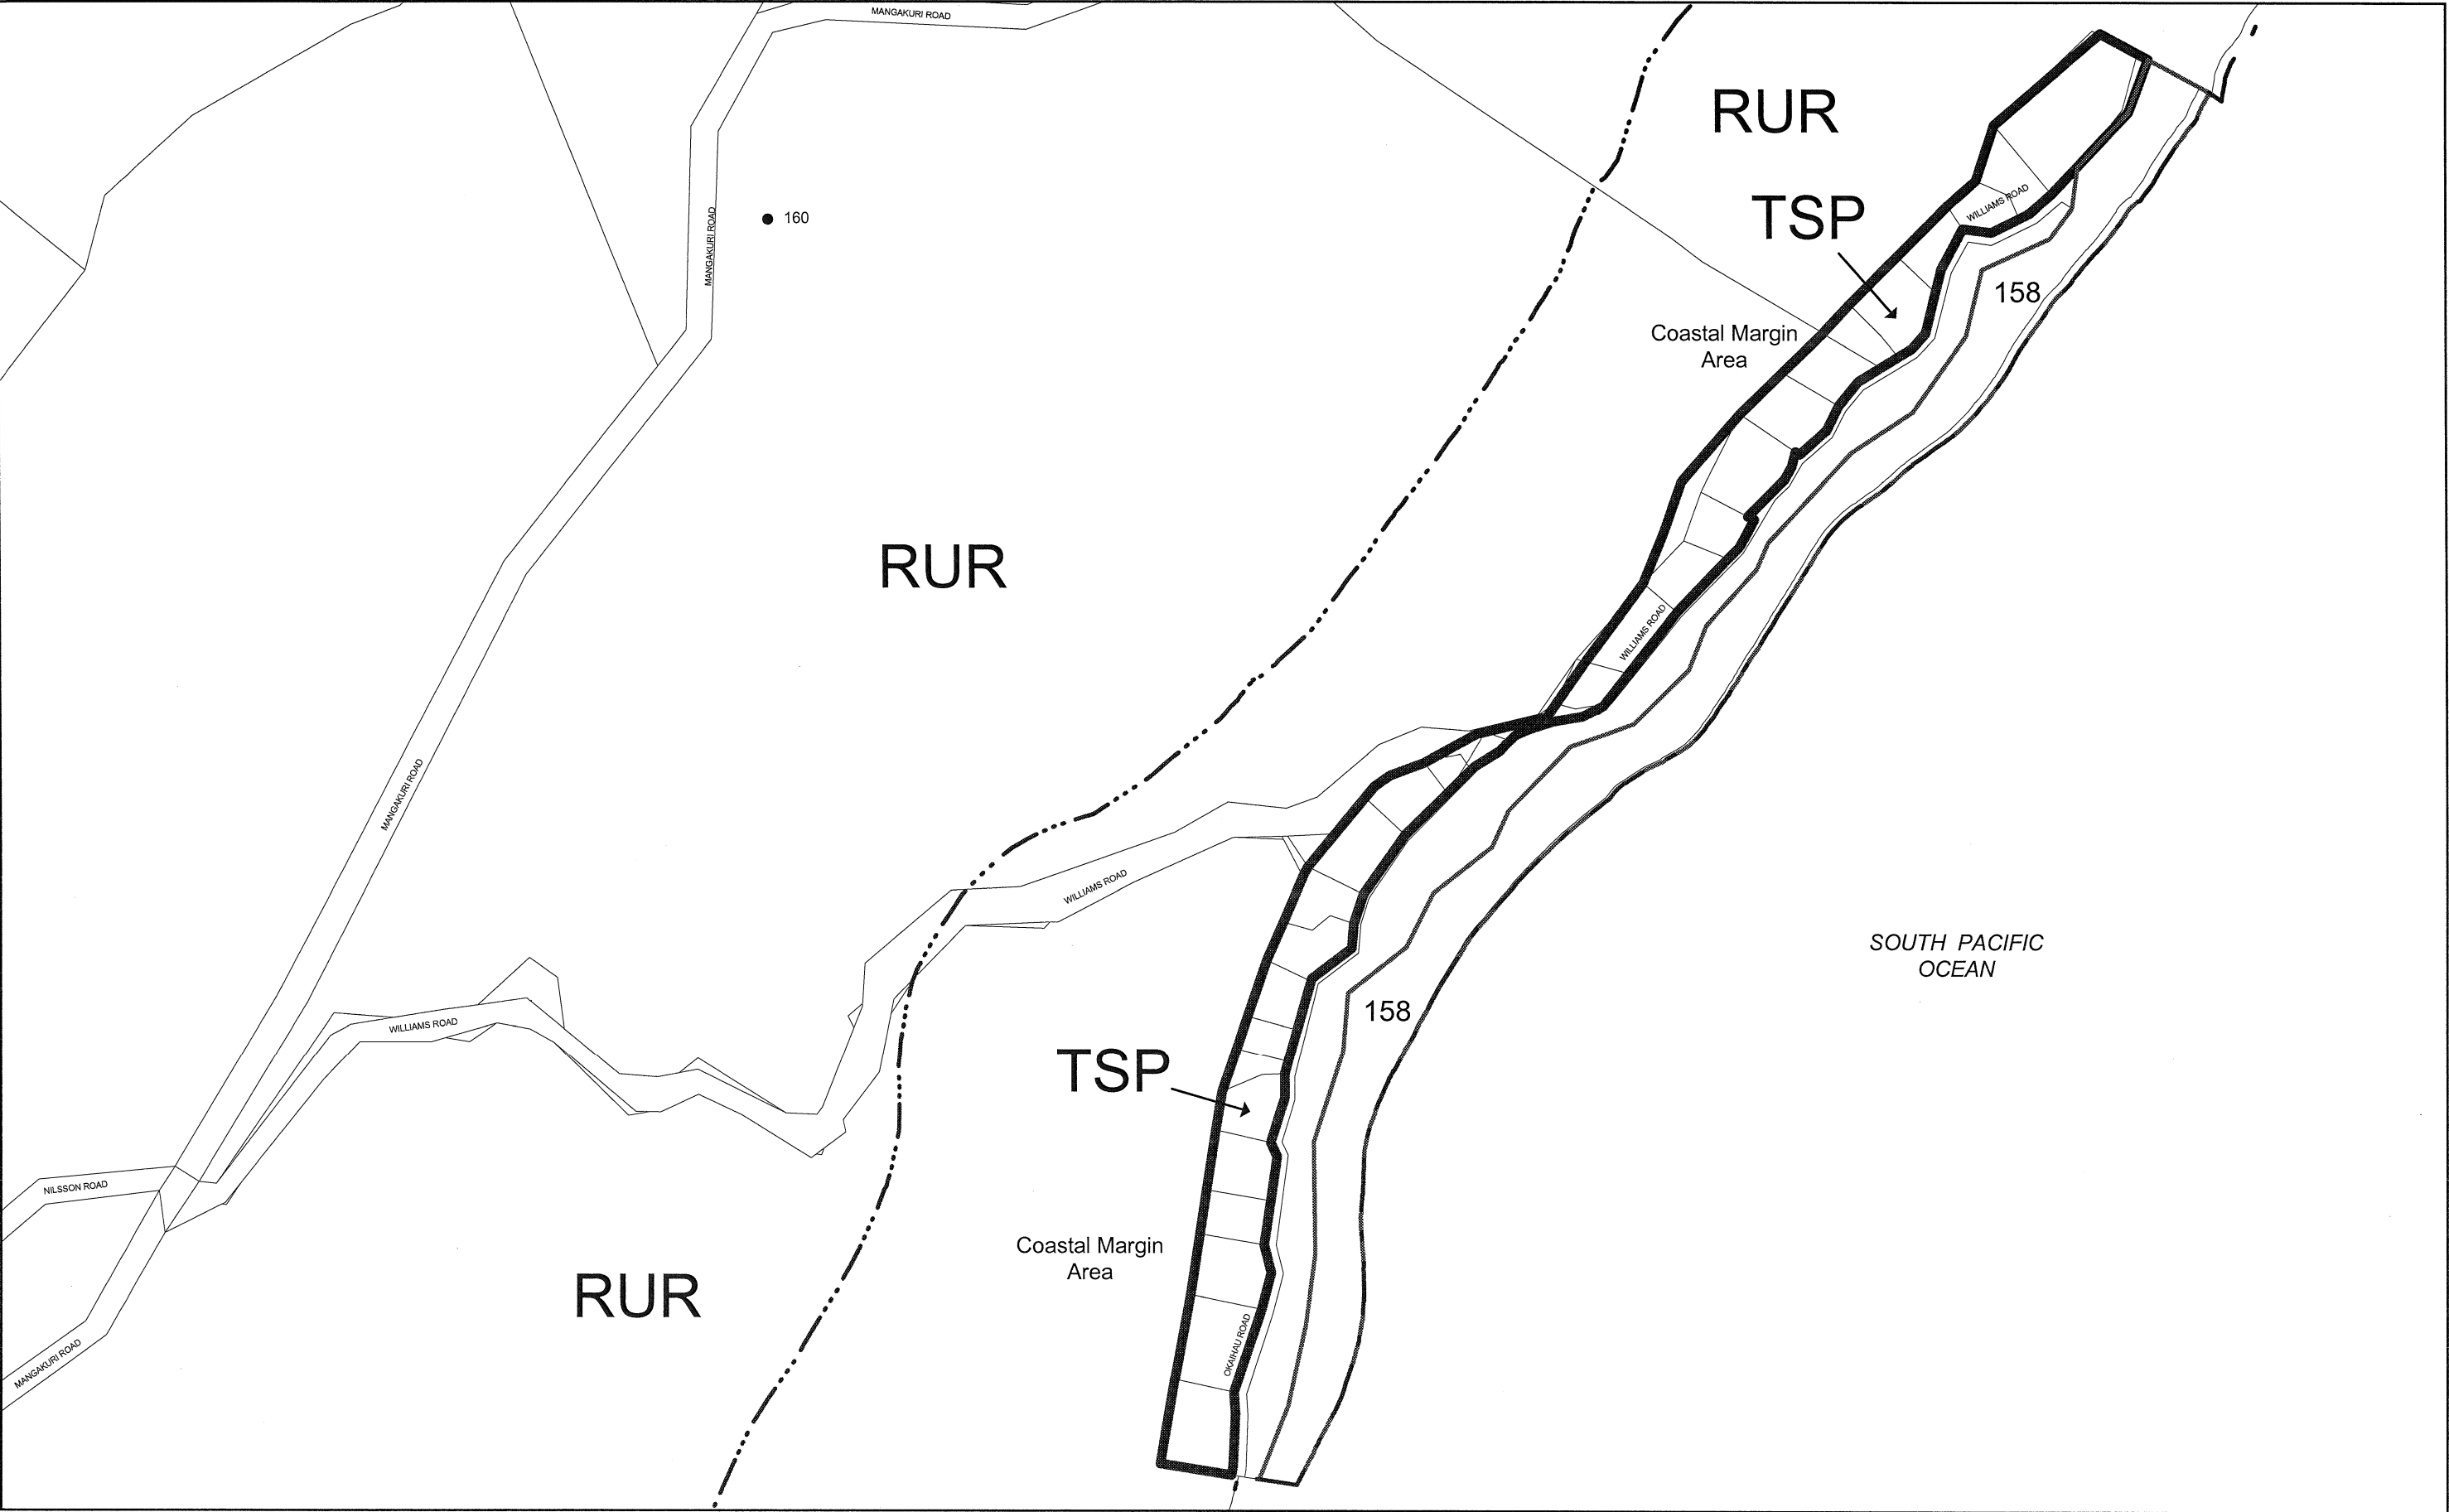 MANGAKURI ROAD
RUR
TSP
WILLIAMS ROAD
160
MANGAKURI ROAD
158
Coastal Margin
Area
RUR
WILLIAMS ROAD
MANGAKURI ROAD
WILLIAMS ROAD
SOUTH PACIFIC
OCEAN
158
WILLIAMS ROAD
TSP
NILSSON ROAD
Coastal Margin
Area
RUR
OKAIHAU ROAD
MANGAKURI ROAD